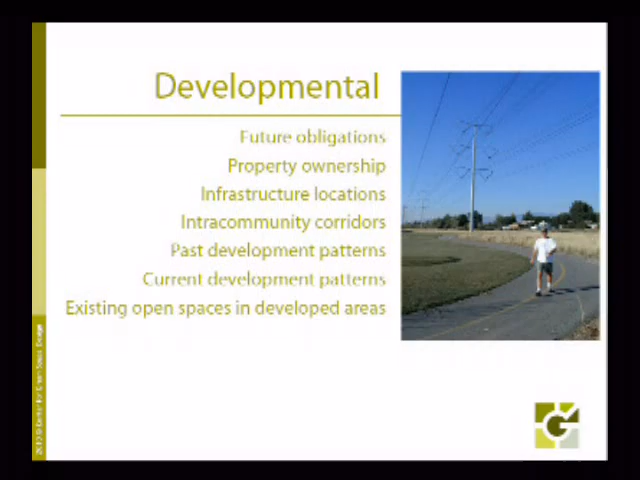 Developmental
Future obligations
Property ownership
Infrastructure locations
Intracommunity corridors
Past development patterns
Current development patterns
Existing open spaces in developed areas
G